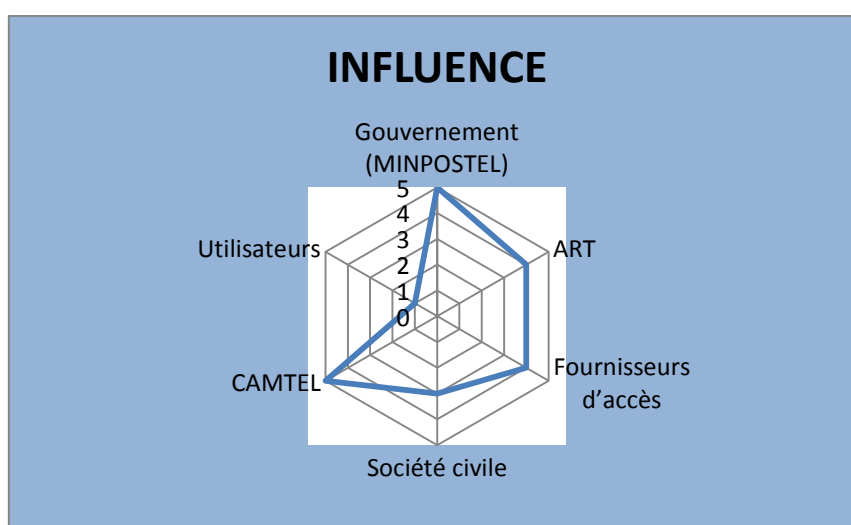 INFLUENCE
Gouvernement
(MINPOSTEL)
5
4
3
2
1
0
Utilisateurs
ART
Fournisseurs
d’accès
CAMTEL
Société civile